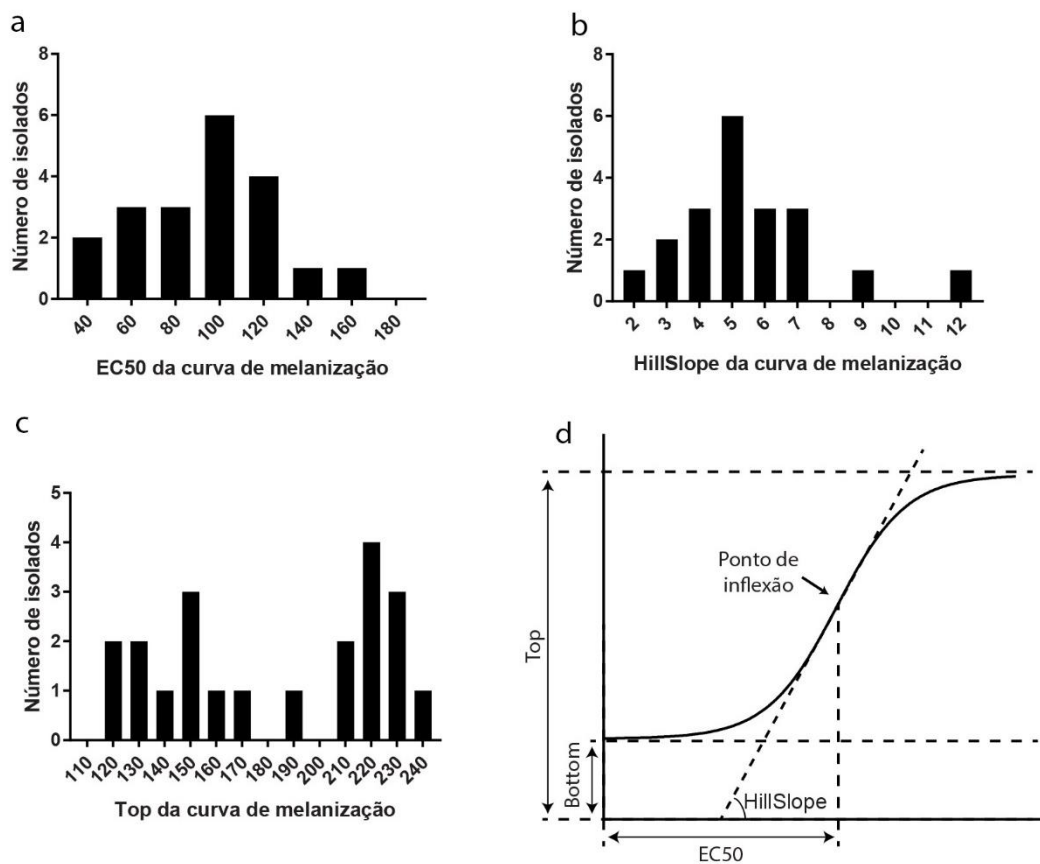 a
Número de isolados
8
6
4
2
0
40 60 80 100 120 140 160 180
EC50 da curva de melanização
b
Número de isolados
8
6
4
2
0
2 3 4 5 6 7 8 9 10 11 12
HillSlope da curva de melanização
c
Número de isolados
5
4
3
2
1
0
110 120 130 140 150 160 170 180 190 200 210 220 230 240
Top da curva de melanização
d
Ponto de
inflexão
Top
Bottom
HillSlope
EC50